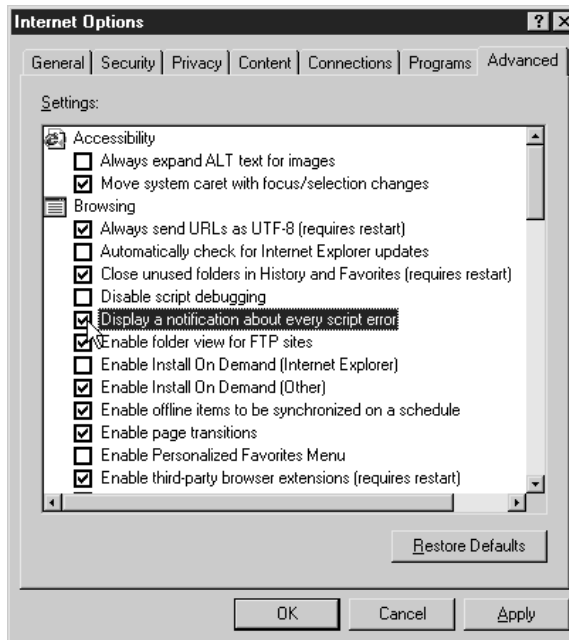 Internet Options
General Security Privacy Content Connections Programs Advanced
Settings:
Accessibility
Always expand ALT text for images
Move system caret with focus/selection changes
Browsing
Always send URLs as UTF-8 (requires restart)
Automatically check for Internet Explorer updates
Close unused folders in History and Favorites (requires restart)
Disable script debugging
Display a notification about every script error
Enable folder view for FTP sites
Enable Install On Demand (Internet Explorer)
Enable Install On Demand (Other)
Enable offline items to be synchronized on a schedule
Enable page transitions
Enable Personalized Favorites Menu
Enable third-party browser extensions (requires restart)
Restore Defaults
OK Cancel Apply